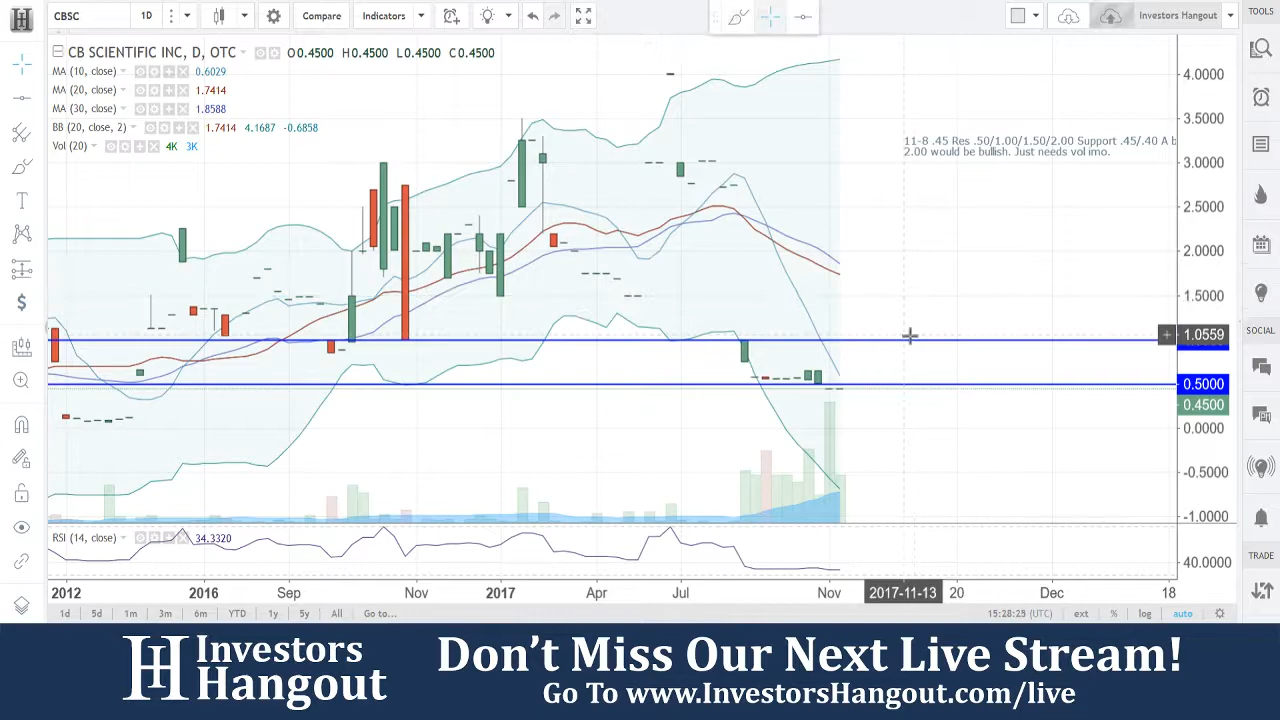 CBSC 1D Compare Indicators Investors Hangout TOOLS
CB SCIENTIFIC INC, D, OTC O0.4500 H0.4500 L0.4500 C0.4500
MA (10, close) 0.6029
MA (20, close) 1.7414
MA (30, close) 1.8588
BB (20, close, 2) 1.7414 4.1687 -0.6858
Vol (20) 4K 3K
11-8 .45 Res .50/1.00/1.50/2.00 Support .45/.40 A b
2.00 would be bullish. Just needs vol imo.
4.0000
3.5000
3.0000
2.5000
2.0000
1.5000
1.0559
0.5000
0.4500
0.0000
-0.5000
-1.0000
SOCIAL
RSI (14, close) 34.3320
40.0000
TRADE
2012 2016 Sep Nov 2017 Apr Jul Nov 2017-11-13 20 Dec 18
1d 5d 1m 3m 6m YTD 1y 5y All Go to... 15:28:29 (UTC) ext % log auto
Investors
Hangout
Don't Miss Our Next Live Stream!
Go To www.InvestorsHangout.com/live